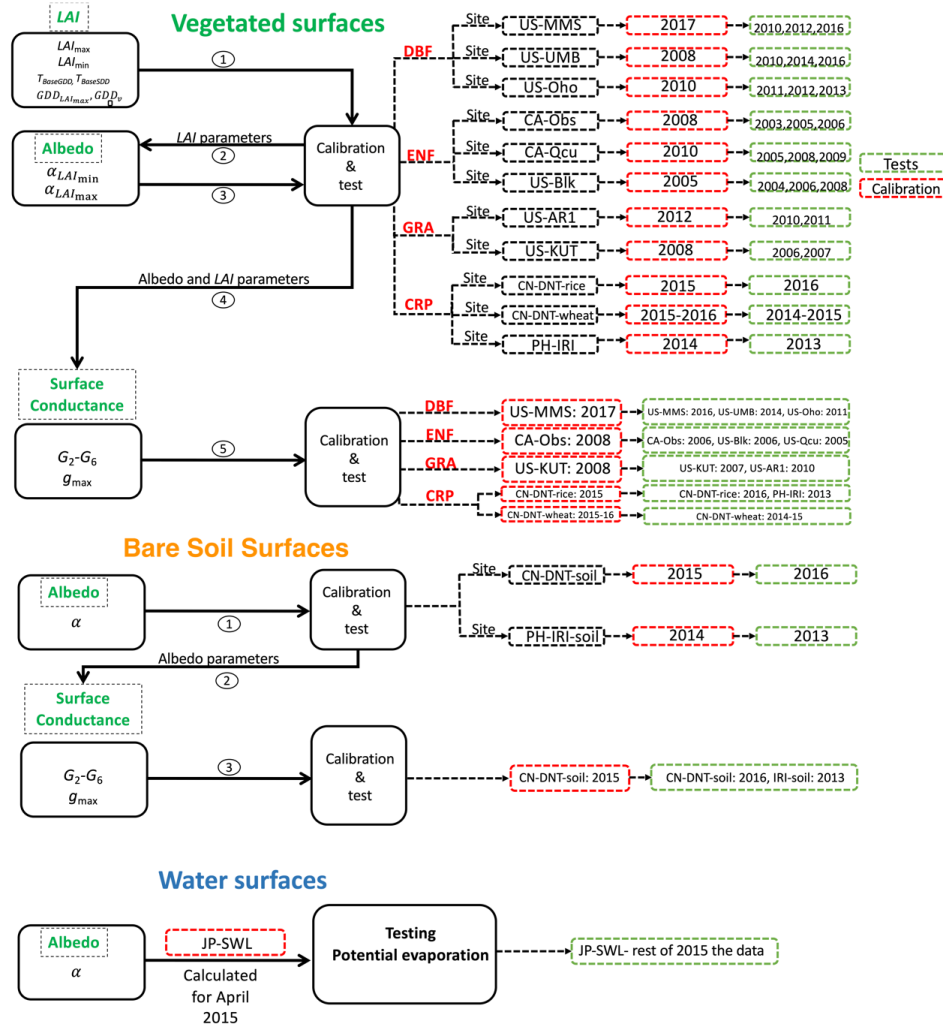 LAI
Vegetated surfaces
LAImax
LAImin
TBaseGDD, TBaseSDD
GDDLAImax, GDDv
1
Albedo
αLAImin
αLAImax
LAI parameters
2
3
Calibration
&
test
DBF
Site
US-MMS
2017
2010,2012,2016
Site
US-UMB
2008
2010,2014,2016
Site
US-Oho
2010
2011,2012,2013
ENF
Site
CA-Obs
2008
2003,2005,2006
Site
CA-Qcu
2010
2005,2008,2009
Site
US-Blk
2005
2004,2006,2008
GRA
Site
US-AR1
2012
2010,2011
Site
US-KUT
2008
2006,2007
CRP
Site
CN-DNT-rice
2015
2016
Site
CN-DNT-wheat
2015-2016
2014-2015
Site
PH-IRI
2014
2013
Tests
Calibration
Albedo and LAI parameters
4
Surface
Conductance
G2-G6
gmax
5
Calibration
&
test
DBF
US-MMS: 2017
US-MMS: 2016, US-UMB: 2014, US-Oho: 2011
ENF
CA-Obs: 2008
CA-Obs: 2006, US-Blk: 2006, US-Qcu: 2005
GRA
US-KUT: 2008
US-KUT: 2007, US-AR1: 2010
CRP
CN-DNT-rice: 2015
CN-DNT-rice: 2016, PH-IRI: 2013
CN-DNT-wheat: 2015-16
CN-DNT-wheat: 2014-15
Bare Soil Surfaces
Albedo
α
1
Calibration
&
test
Site
CN-DNT-soil
2015
2016
Site
PH-IRI-soil
2014
2013
Albedo parameters
2
Surface
Conductance
G2-G6
gmax
3
Calibration
&
test
CN-DNT-soil: 2015
CN-DNT-soil: 2016, IRI-soil: 2013
Water surfaces
Albedo
α
JP-SWL
Calculated
for April
2015
Testing
Potential evaporation
JP-SWL- rest of 2015 the data